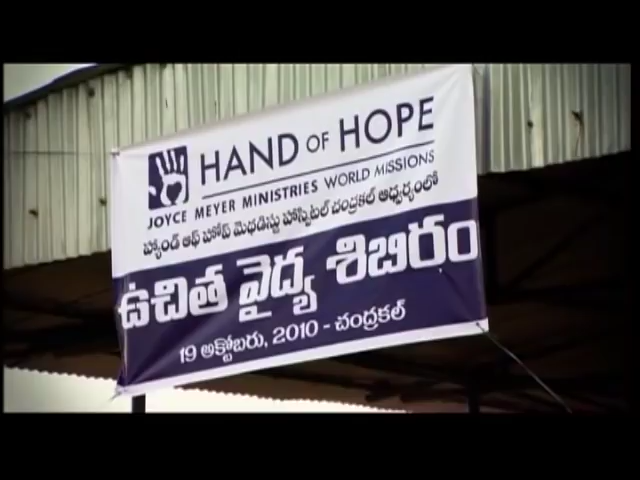 HAND OF HOPE
JOYCE MEYER MINISTRIES WORLD MISSIONS
హ్యాండ్ ఆఫ్ హోప్ మెథడిస్టు హాస్పిటల్ చంద్రకల్ ఆధ్వర్యంలో
ఉచిత వైద్య శిబిరం
19 అక్టోబరు, 2010 - చంద్రకల్